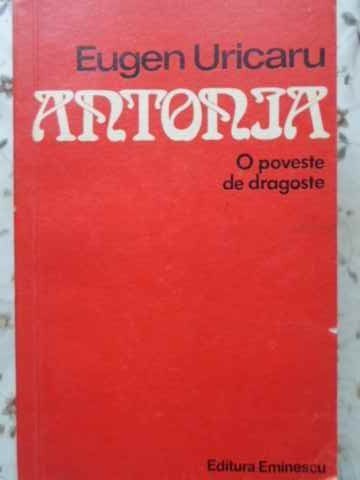 Eugen Uricaru
ANTONIA
O poveste
de dragoste
Editura Eminescu